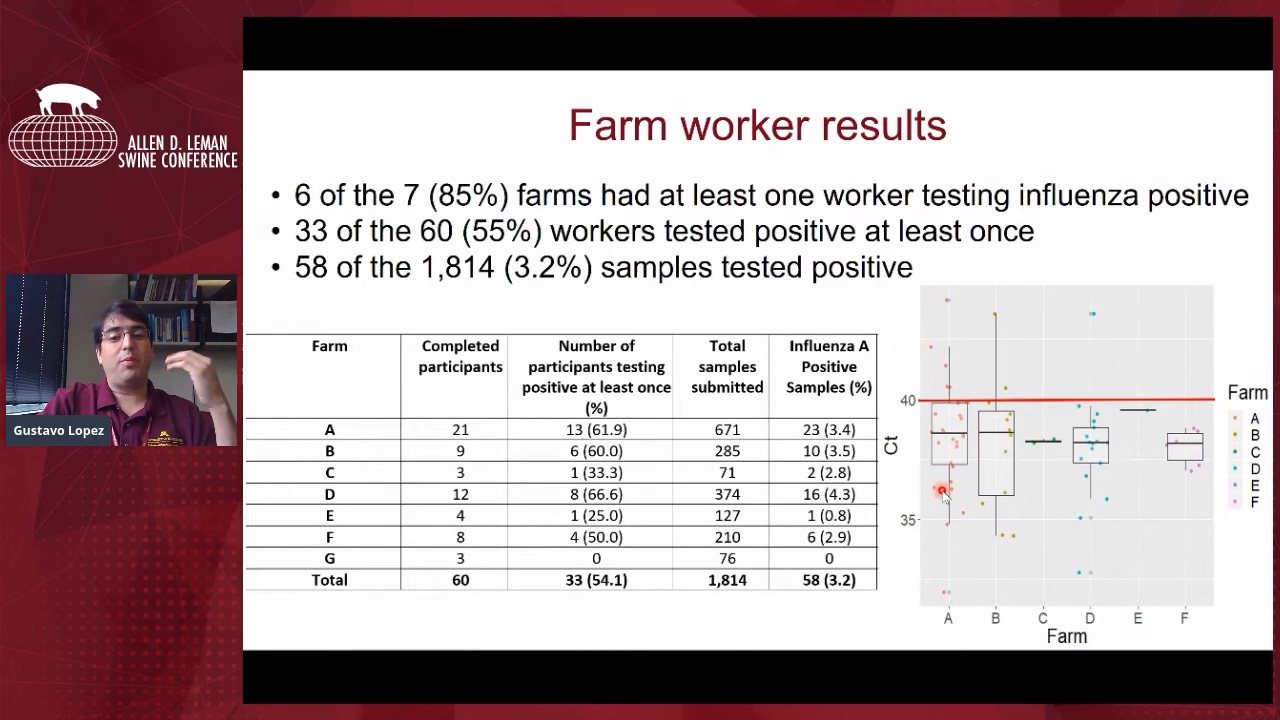 ALLEN D. LEMAN
SWINE CONFERENCE
Gustavo Lopez
Farm worker results
• 6 of the 7 (85%) farms had at least one worker testing influenza positive
• 33 of the 60 (55%) workers tested positive at least once
• 58 of the 1,814 (3.2%) samples tested positive
Farm Completed participants Number of participants testing positive at least once (%) Total samples submitted Influenza A Positive Samples (%)
A 21 13 (61.9) 671 23 (3.4)
B 9 6 (60.0) 285 10 (3.5)
C 3 1 (33.3) 71 2 (2.8)
D 12 8 (66.6) 374 16 (4.3)
E 4 1 (25.0) 127 1 (0.8)
F 8 4 (50.0) 210 6 (2.9)
G 3 0 76 0
Total 60 33 (54.1) 1,814 58 (3.2)
40
35
Ct
A B C D E F
Farm
Farm
A
B
C
D
E
F